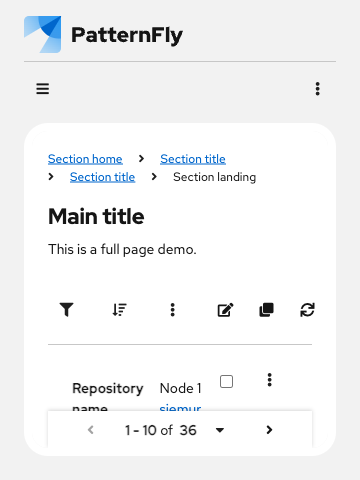 PatternFly
Section home > Section title
> Section title > Section landing
Main title
This is a full page demo.
Repository Node 1
name siemur
1 - 10 of 36